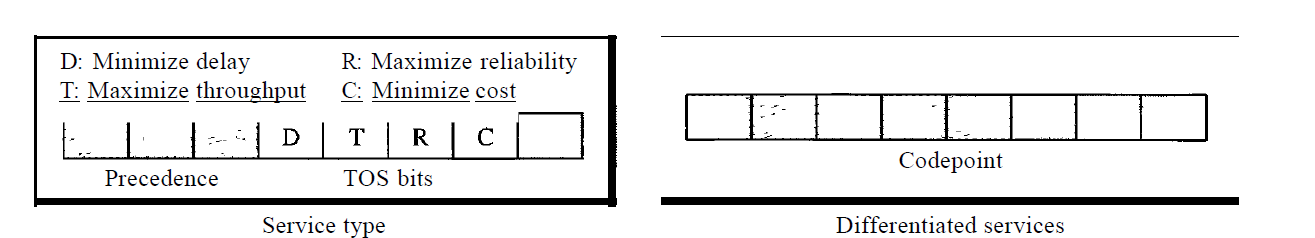 D: Minimize delay R: Maximize reliability
T: Maximize throughput C: Minimize cost
D T R C
Precedence TOS bits
Service type
Codepoint
Differentiated services